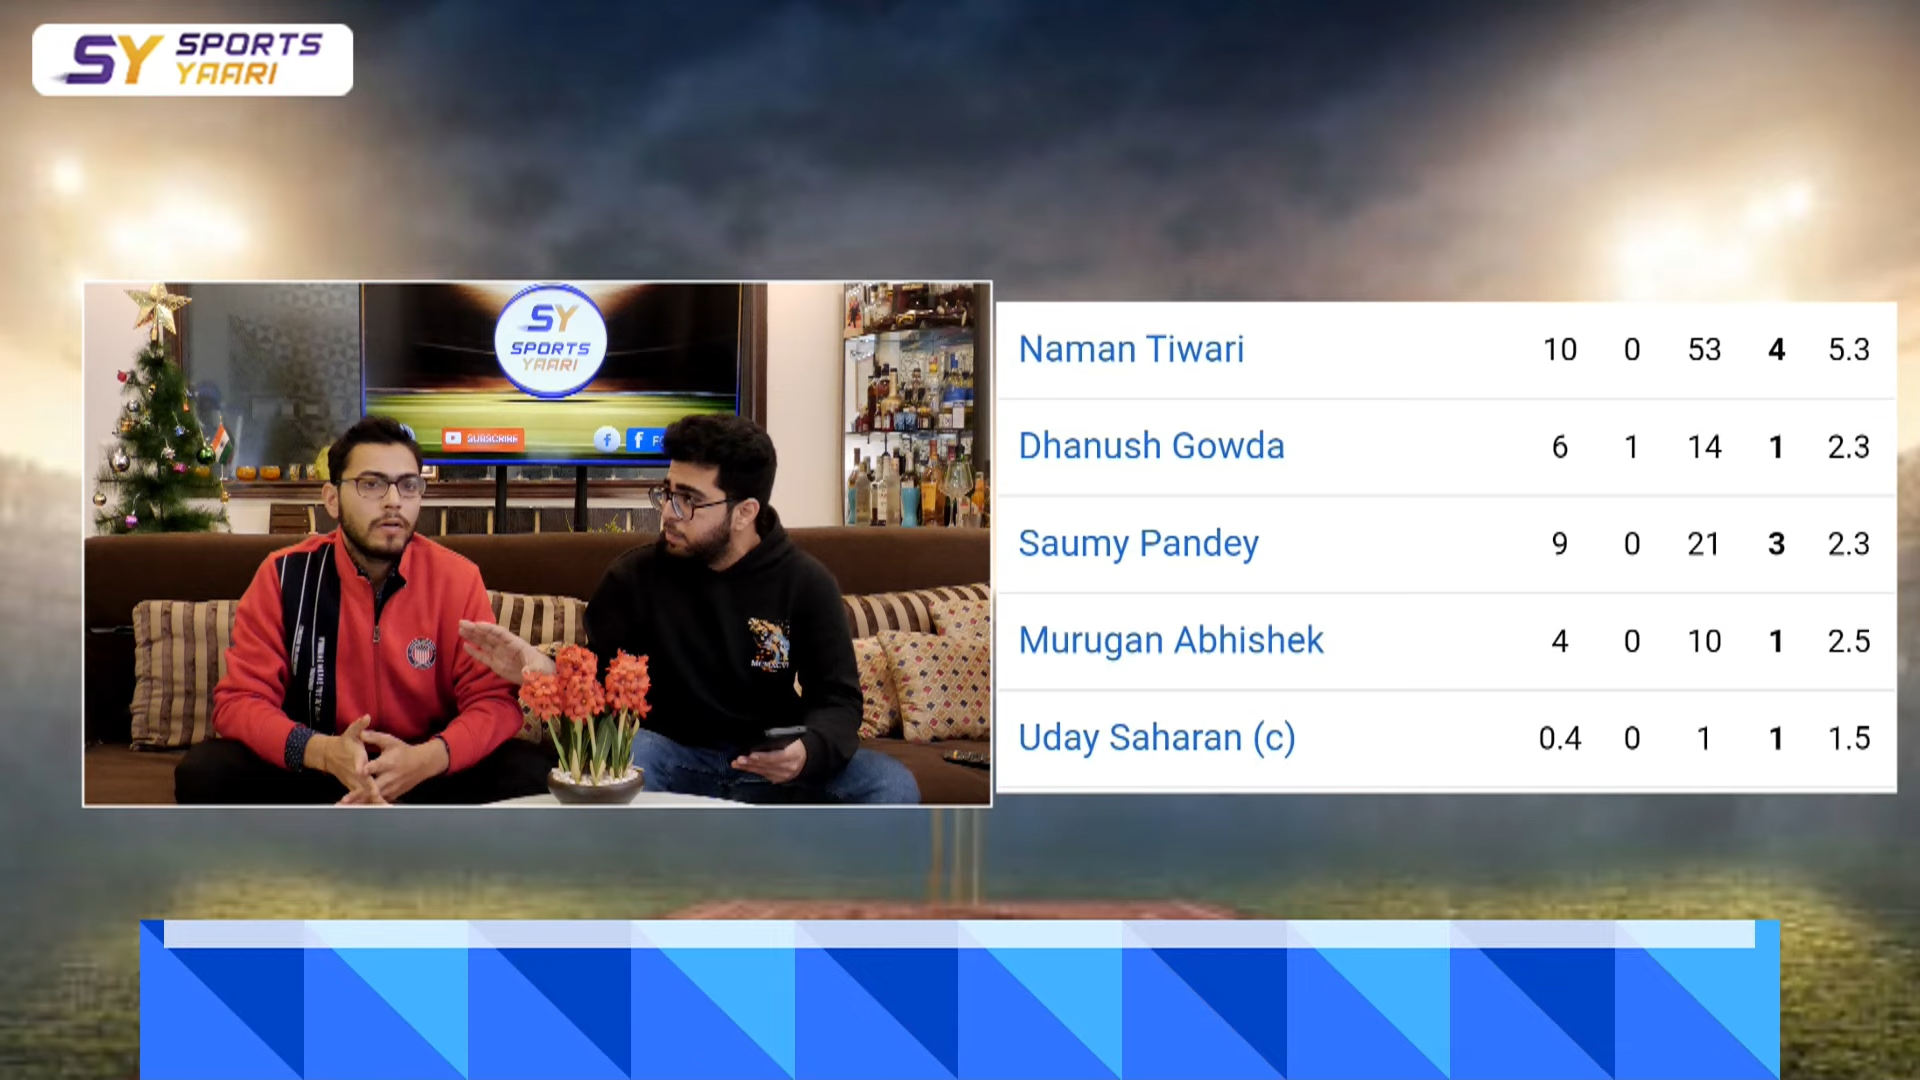 SY SPORTS
YAARI
SY
SPORTS
YAARI
SUBSCRIBE
Naman Tiwari 10 0 53 4 5.3
Dhanush Gowda 6 1 14 1 2.3
Saumy Pandey 9 0 21 3 2.3
Murugan Abhishek 4 0 10 1 2.5
Uday Saharan (c) 0.4 0 1 1 1.5